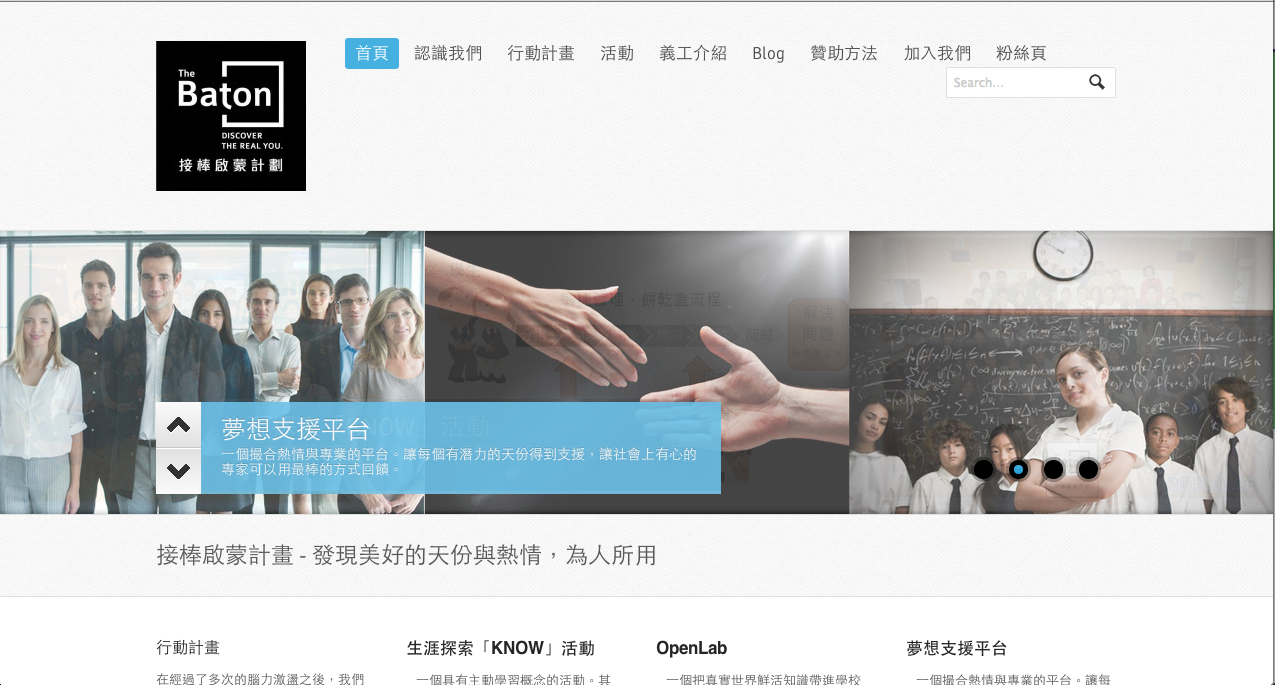 The
Baton
DISCOVER
THE REAL YOU.
接棒啟蒙計劃
首頁 認識我們 行動計畫 活動 義工介紹 Blog 贊助方法 加入我們 粉絲頁
Search...
夢想支援平台
一個撮合熱情與專業的平台。讓每個有潛力的天份得到支援，讓社會上有心的
專家可以用最棒的方式回饋。
接棒啟蒙計畫 - 發現美好的天份與熱情，為人所用
行動計畫 生涯探索「KNOW」活動 OpenLab 夢想支援平台
在經過了多次的腦力激盪之後，我們 一個具有主動學習概念的活動。其 一個把真實世界鮮活知識帶進學校 一個撮合熱情與專業的平台。讓每